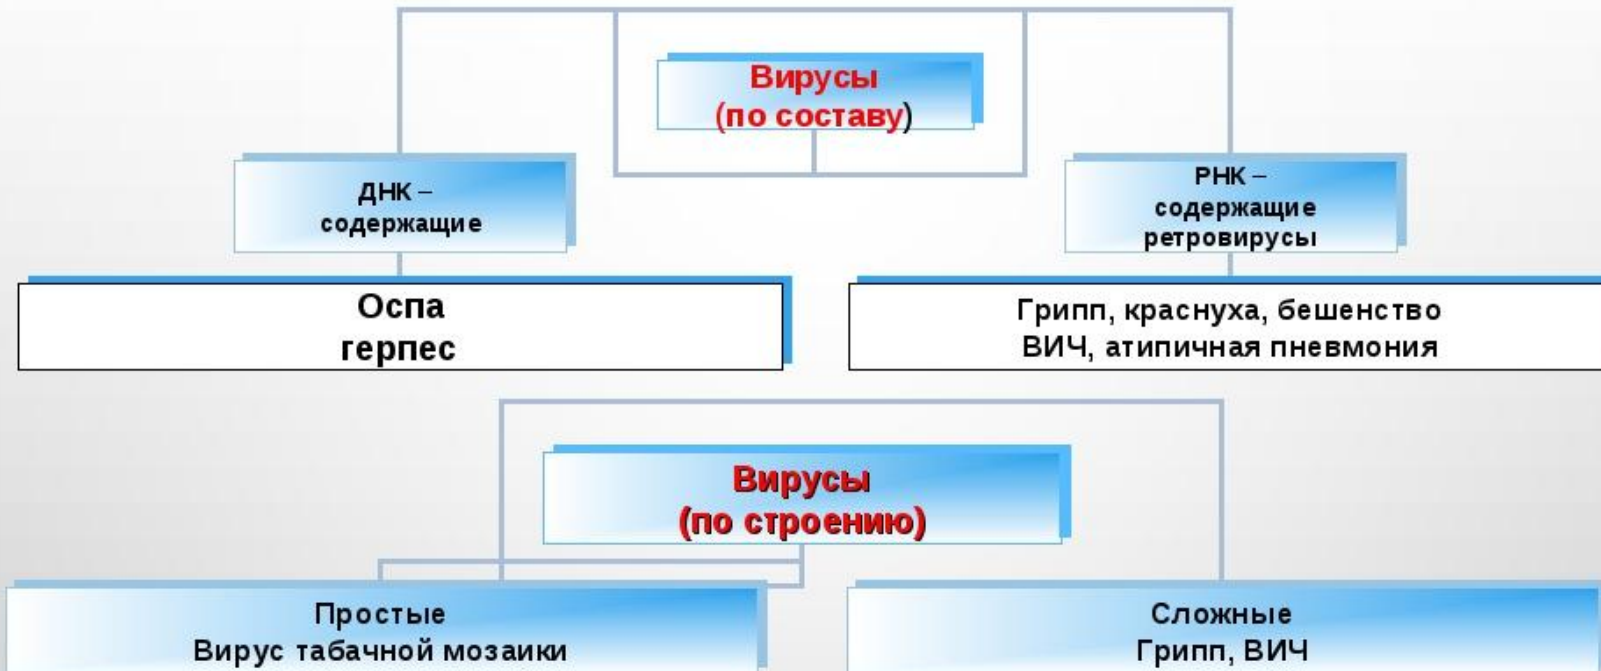 Вирусы
(по составу)
ДНК –
содержащие
РНК –
содержащие
ретровирусы
Оспа
герпес
Грипп, краснуха, бешенство
ВИЧ, атипичная пневмония
Вирусы
(по строению)
Простые
Вирус табачной мозаики
Сложные
Грипп, ВИЧ